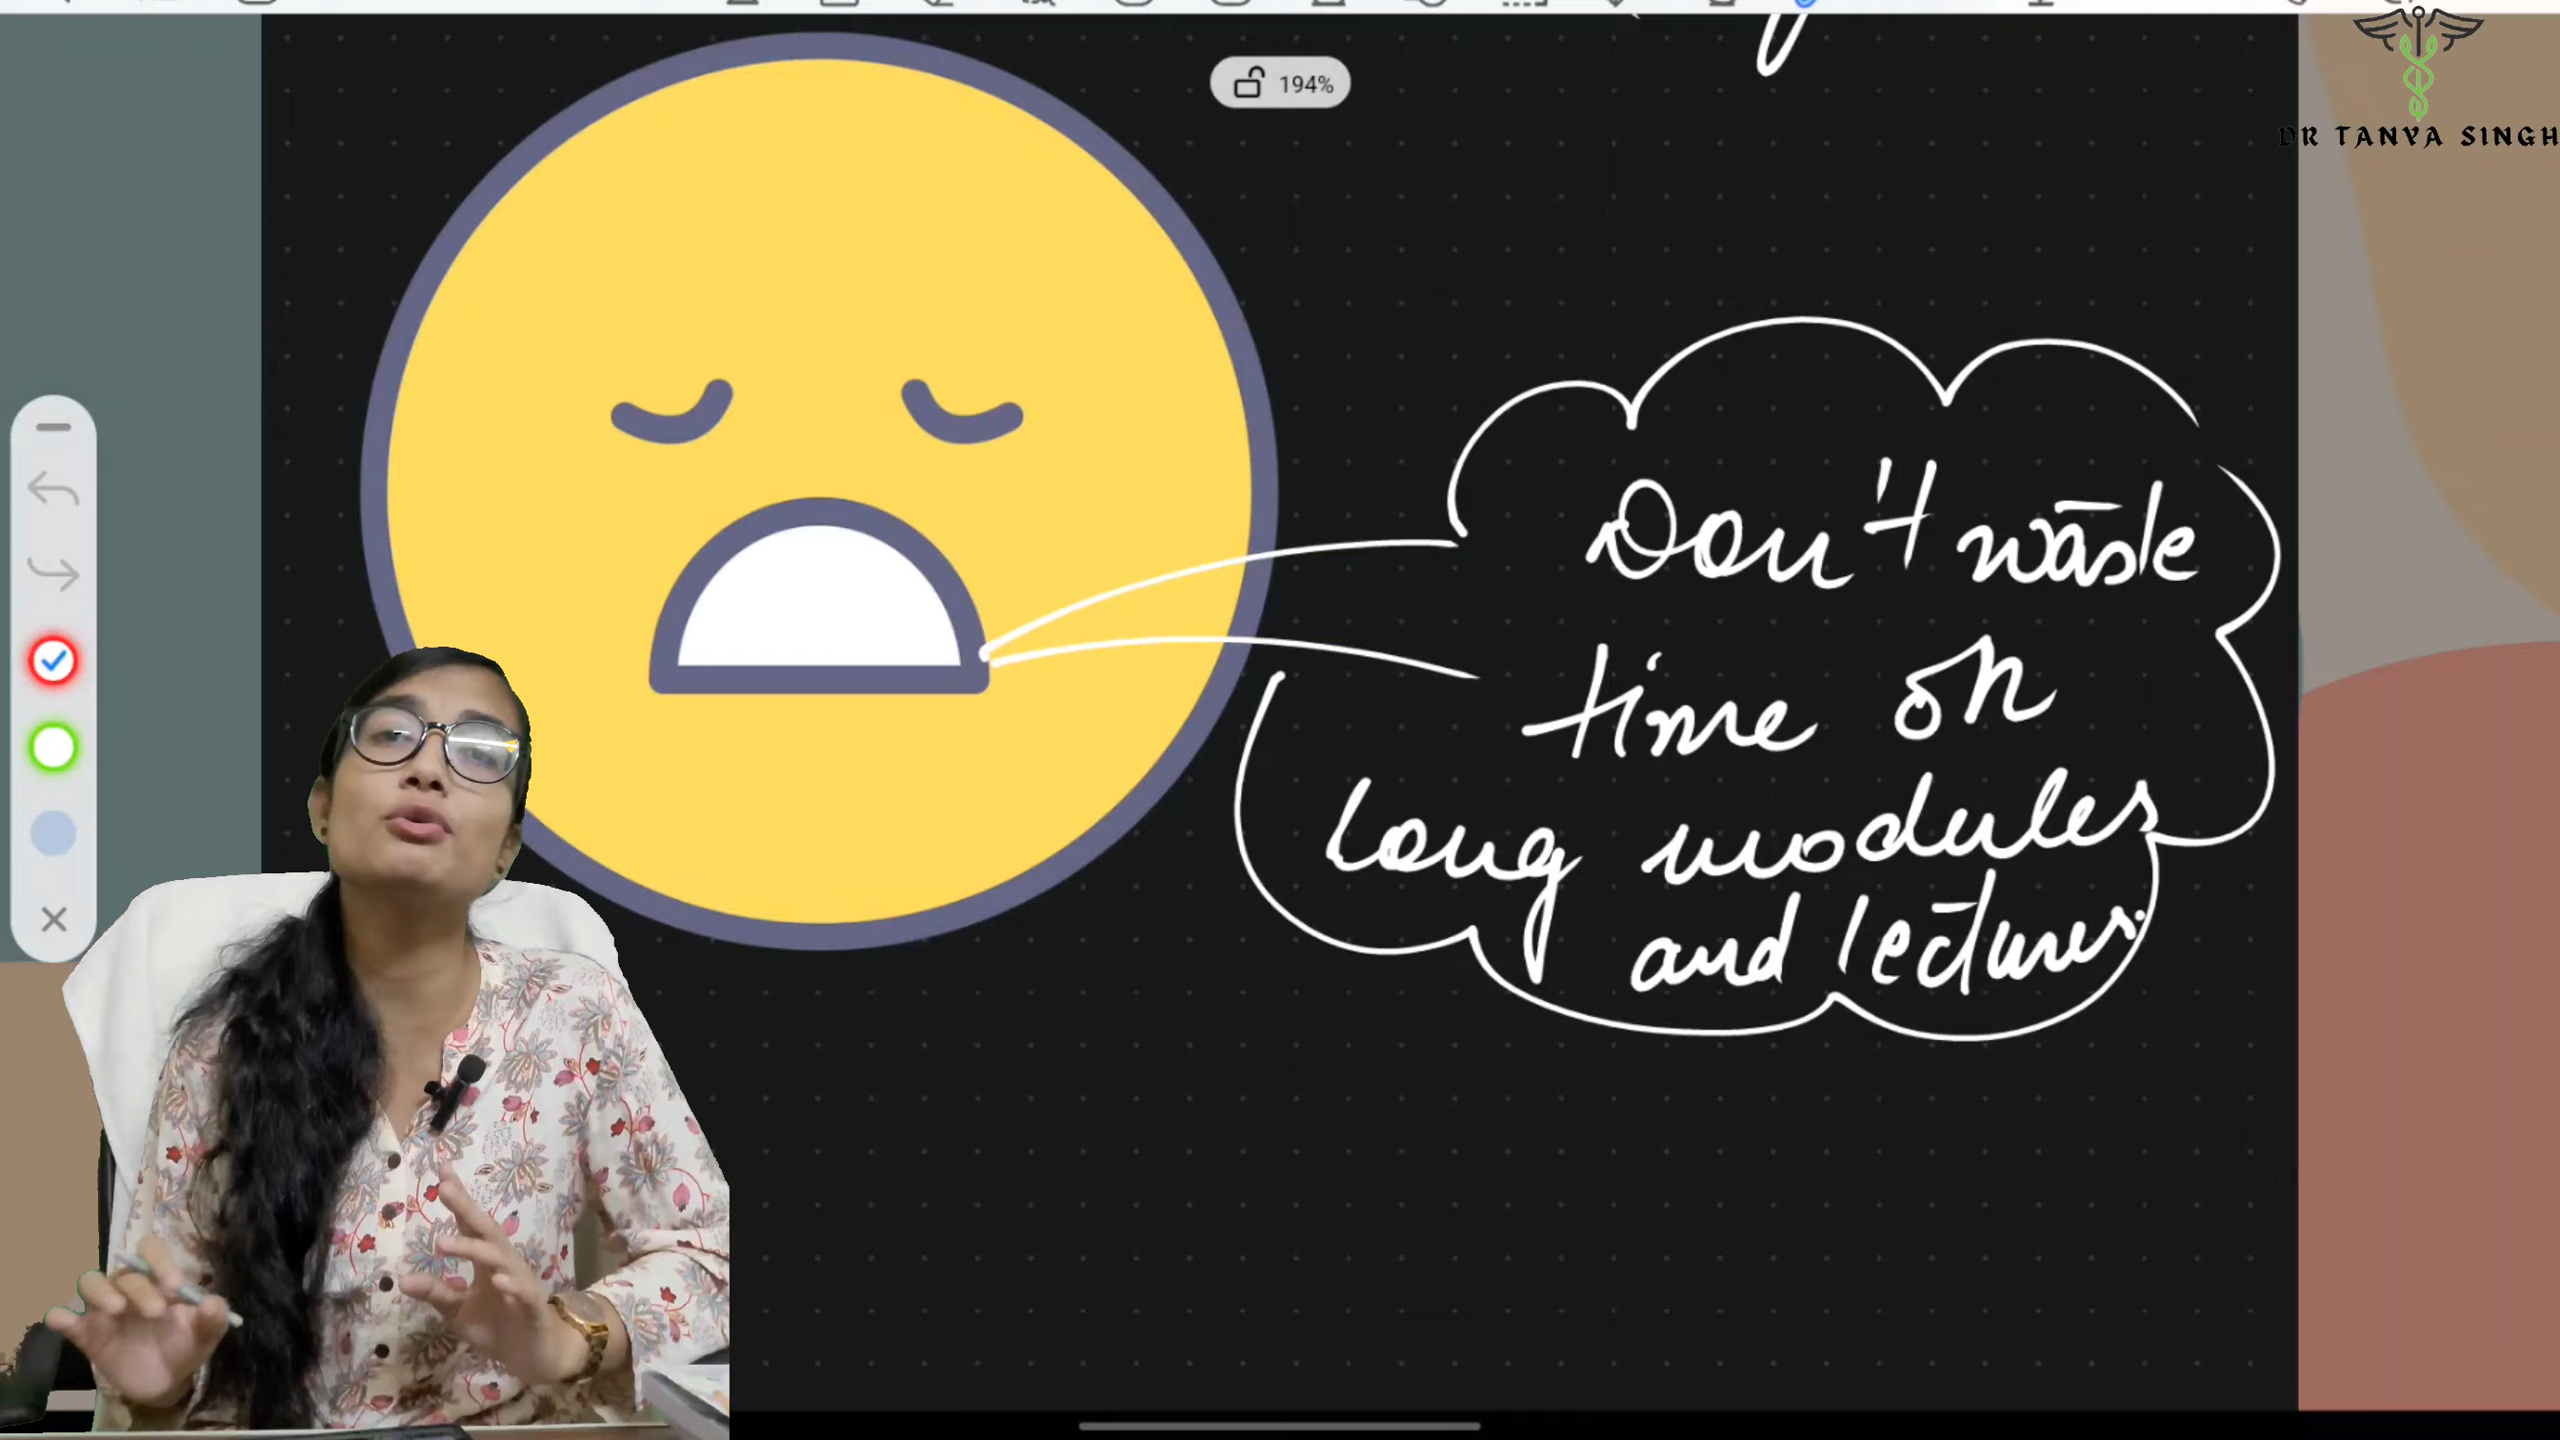 194%
DR TANYA SINGH
Don't waste
time on
long modules
and lectures.